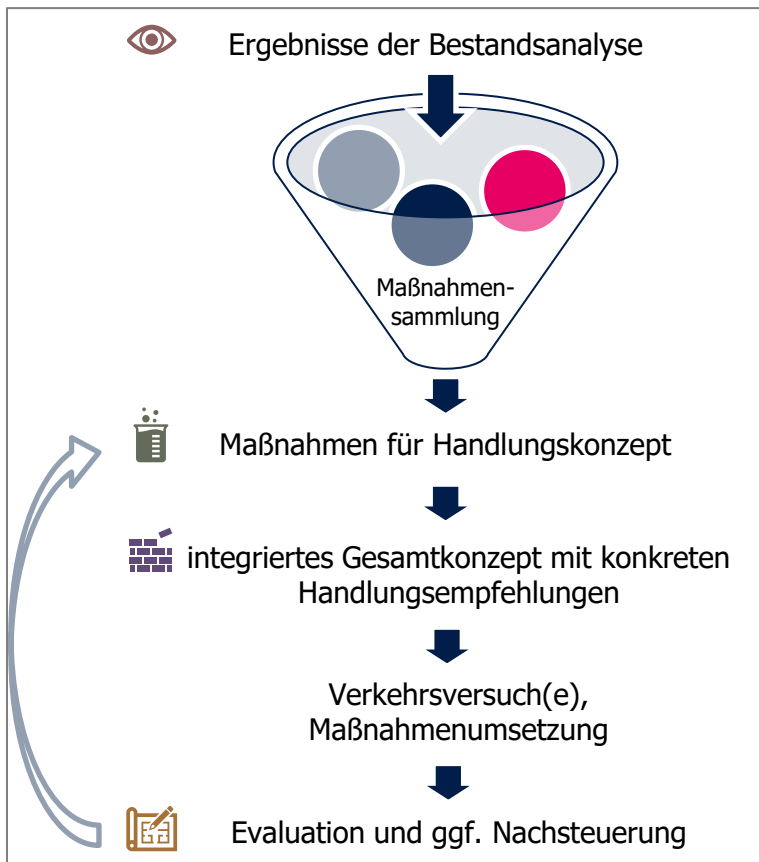 Ergebnisse der Bestandsanalyse
Maßnahmen-
sammlung
Maßnahmen für Handlungskonzept
integriertes Gesamtkonzept mit konkreten
Handlungsempfehlungen
Verkehrsversuch(e),
Maßnahmenumsetzung
Evaluation und ggf. Nachsteuerung